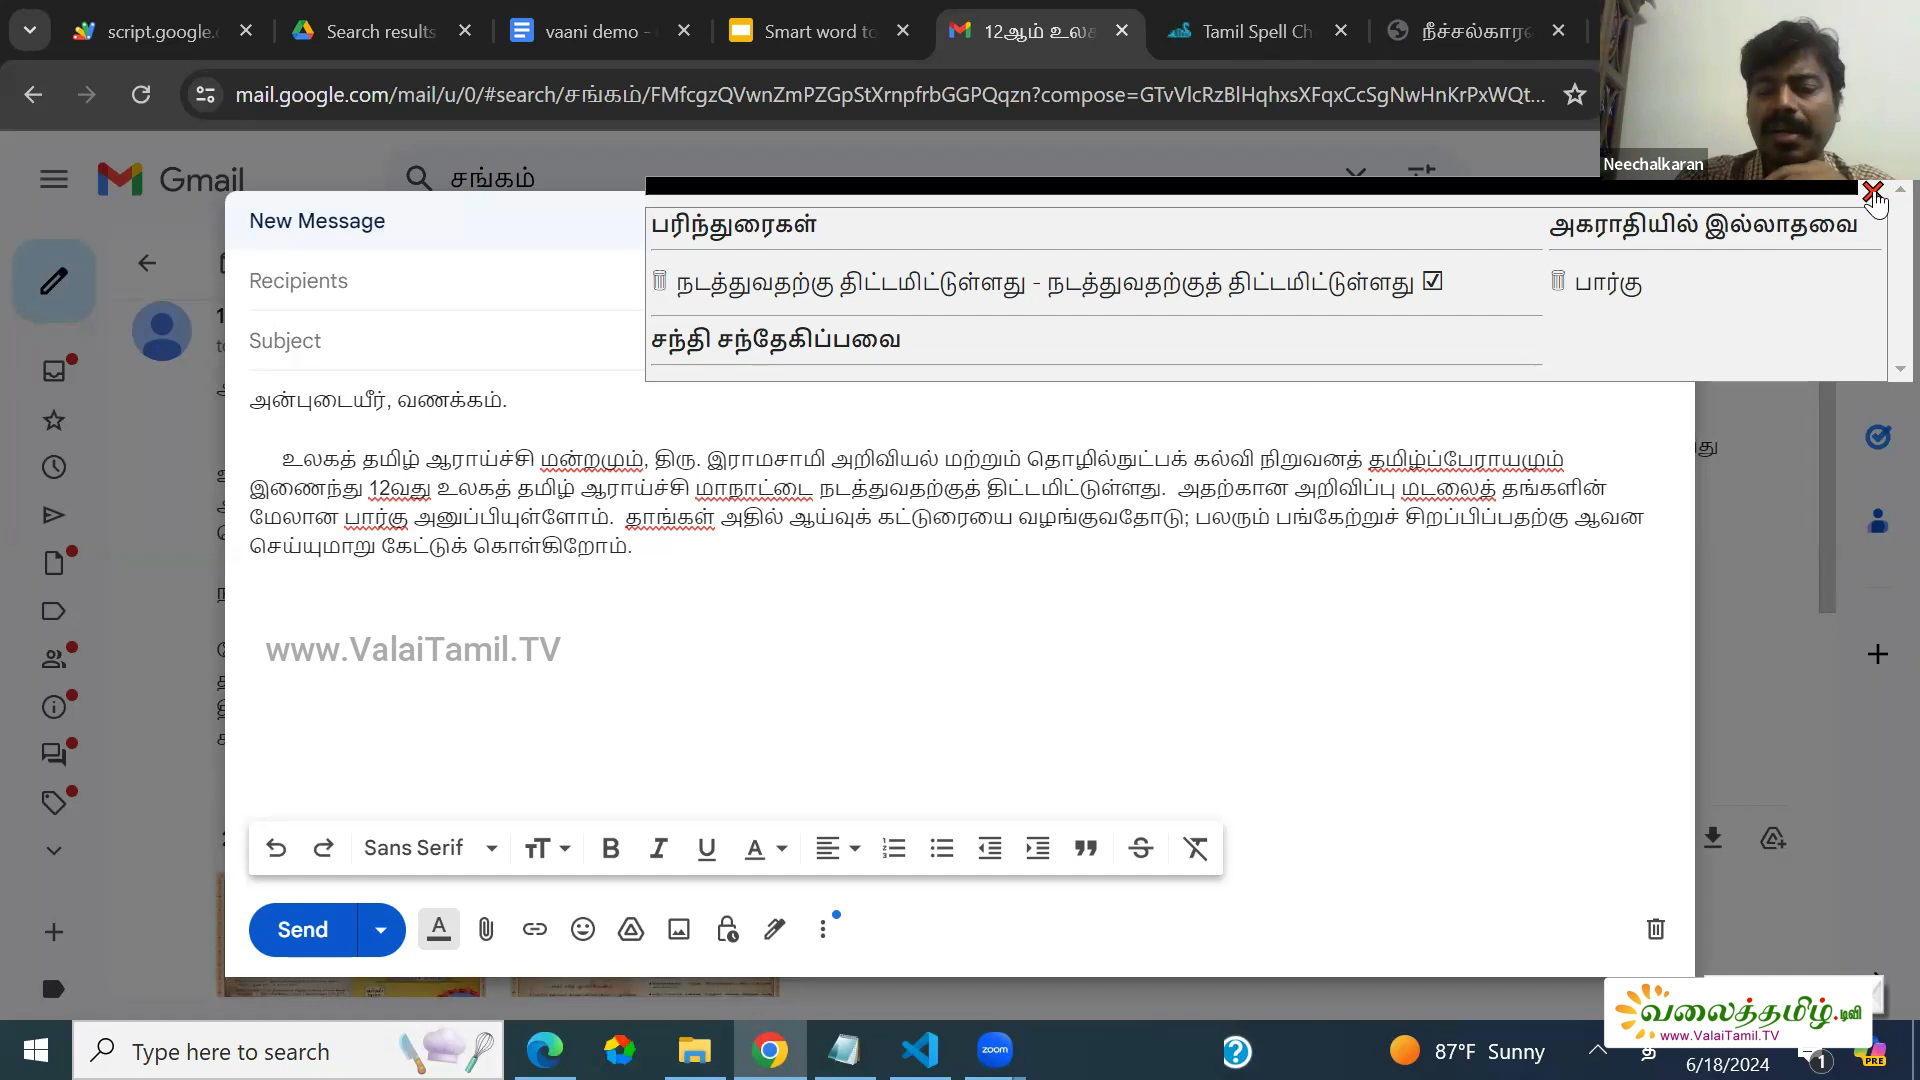 script.google.
Search results
vaani demo -
Smart word to
12ஆம் உலக
Tamil Spell Ch
நீச்சல்கார
mail.google.com/mail/u/0/#search/சங்கம்/FMfcgzQVwnZmPZGpStXrnpfrbGGPQqzn?compose=GTvVlcRzBlHqhxsXFqxCcSgNwHnKrPxWQt...
Neechalkaran
Gmail
சங்கம்
New Message
Recipients
Subject
பரிந்துரைகள்
அகராதியில் இல்லாதவை
நடத்துவதற்கு திட்டமிட்டுள்ளது - நடத்துவதற்குத் திட்டமிட்டுள்ளது
பார்கு
சந்தி சந்தேகிப்பவை
அன்புடையீர், வணக்கம்.
உலகத் தமிழ் ஆராய்ச்சி மன்றமும், திரு. இராமசாமி அறிவியல் மற்றும் தொழில்நுட்பக் கல்வி நிறுவனத் தமிழ்ப்பேராயமும்
இணைந்து 12வது உலகத் தமிழ் ஆராய்ச்சி மாநாட்டை நடத்துவதற்குத் திட்டமிட்டுள்ளது. அதற்கான அறிவிப்பு மடலைத் தங்களின்
மேலான பார்கு அனுப்பியுள்ளோம். தாங்கள் அதில் ஆய்வுக் கட்டுரையை வழங்குவதோடு; பலரும் பங்கேற்றுச் சிறப்பிப்பதற்கு ஆவன
செய்யுமாறு கேட்டுக் கொள்கிறோம்.
www.ValaiTamil.TV
Sans Serif
Send
வலைத்தமிழ்.டிவி
www.ValaiTamil.TV
Type here to search
zoom
87°F Sunny
6/18/2024
1
PRE